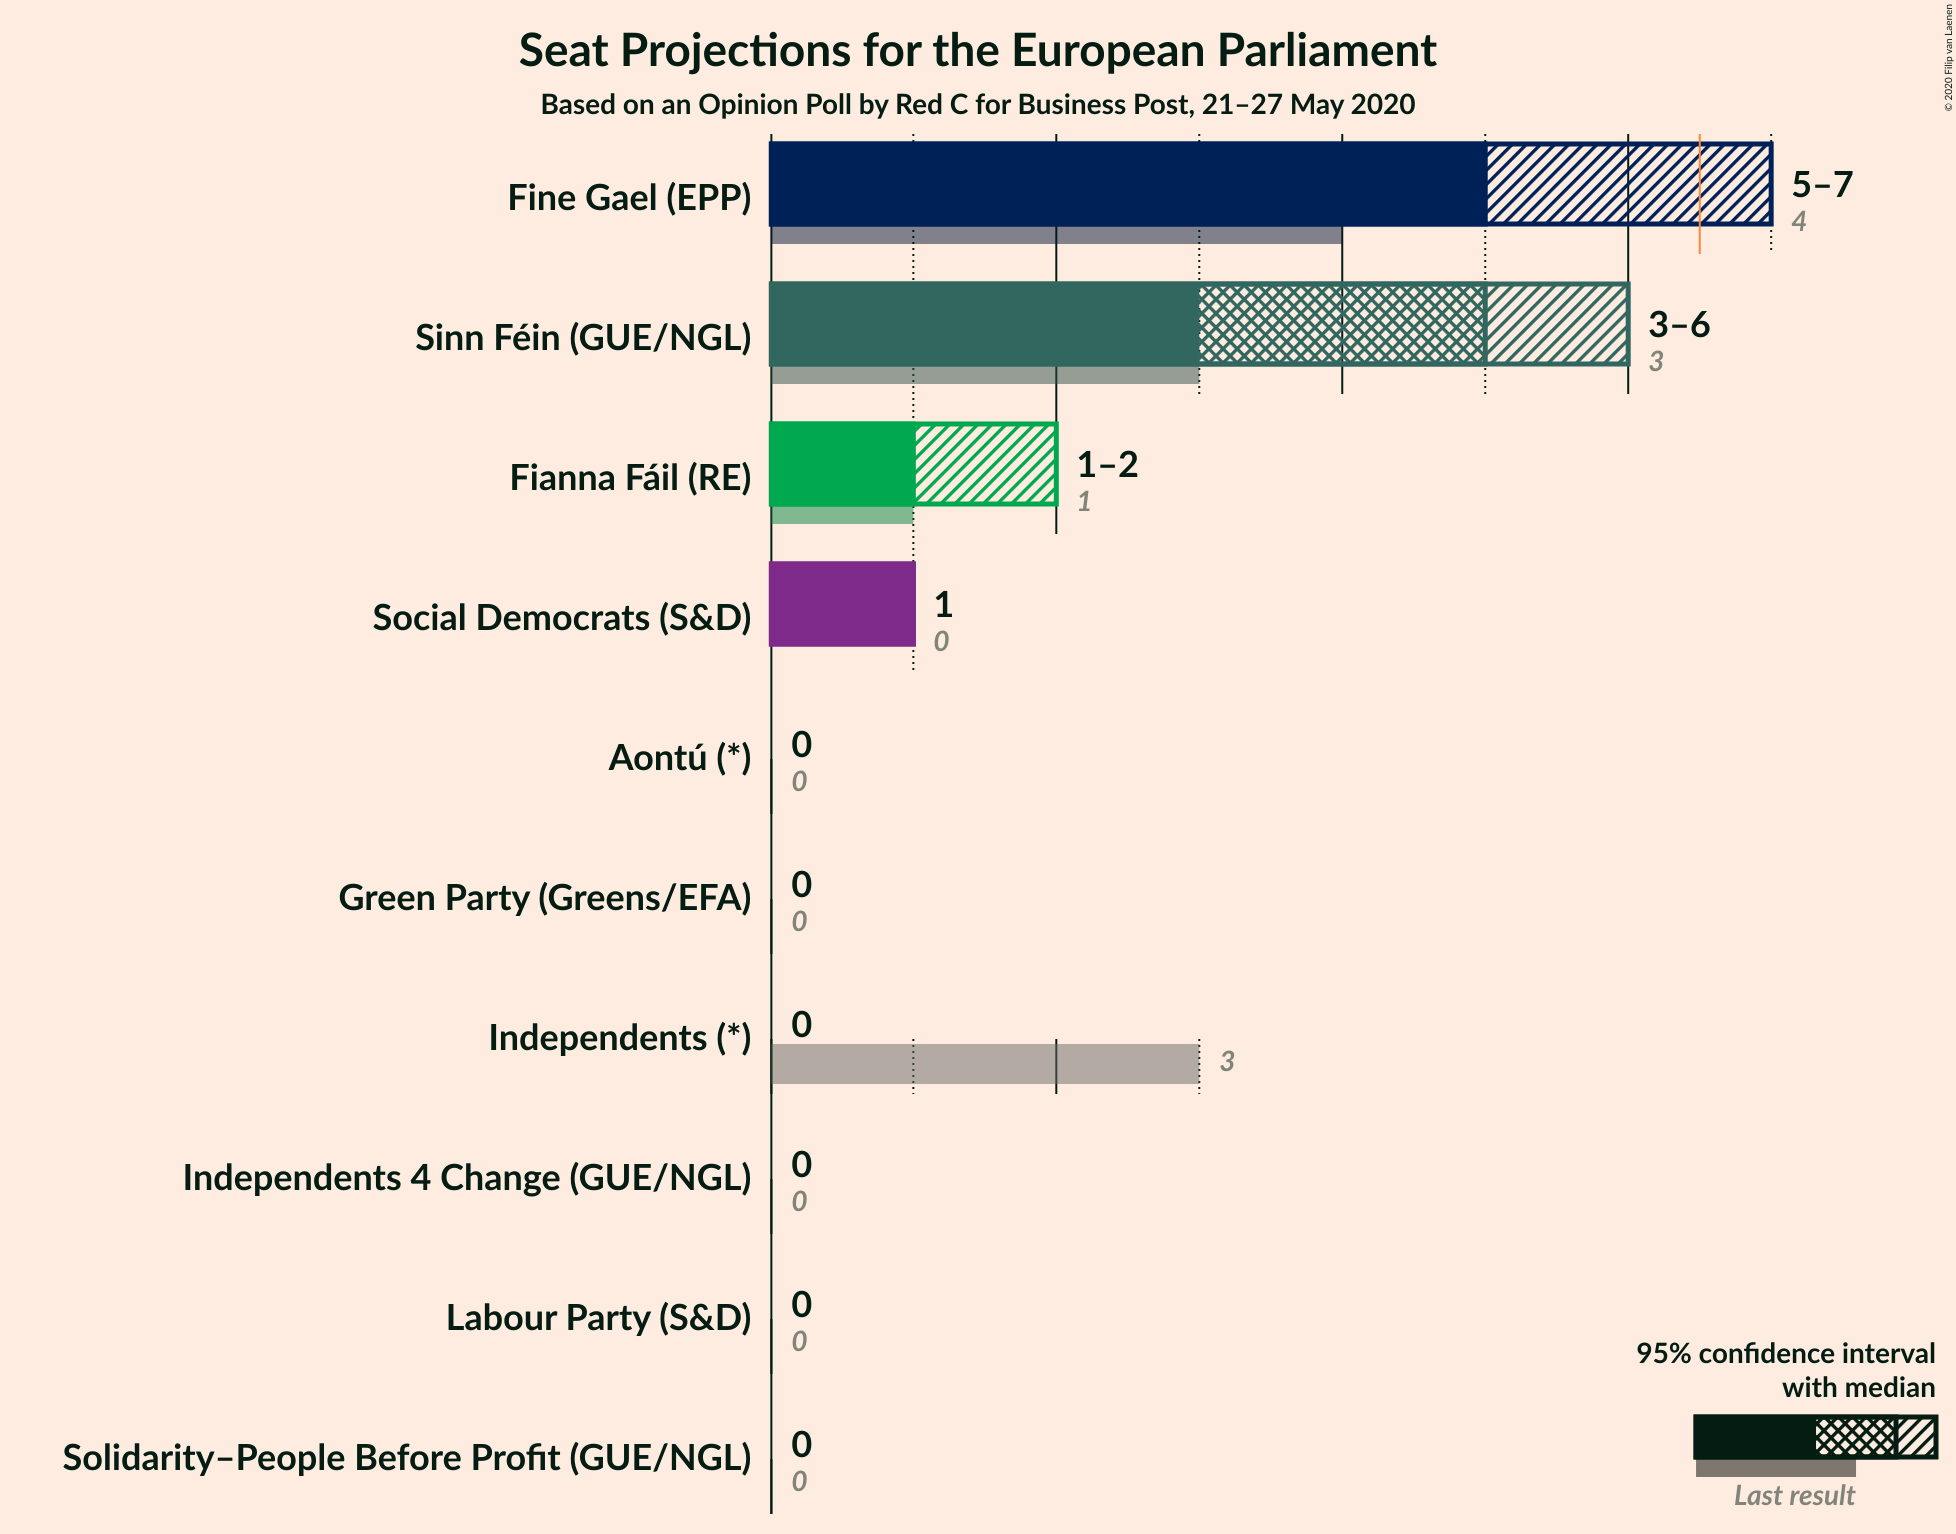 Seat Projections for the European Parliament
Based on an Opinion Poll by Red C for Business Post, 21–27 May 2020
© 2020 Filip van Laenen
Fine Gael (EPP)
5–7
4
Sinn Féin (GUE/NGL)
3–6
3
Fianna Fáil (RE)
1–2
1
Social Democrats (S&D)
1
0
Aontú (*)
0
0
Green Party (Greens/EFA)
0
0
Independents (*)
0
3
Independents 4 Change (GUE/NGL)
0
0
Labour Party (S&D)
0
0
Solidarity–People Before Profit (GUE/NGL)
0
0
95% confidence interval
with median
Last result